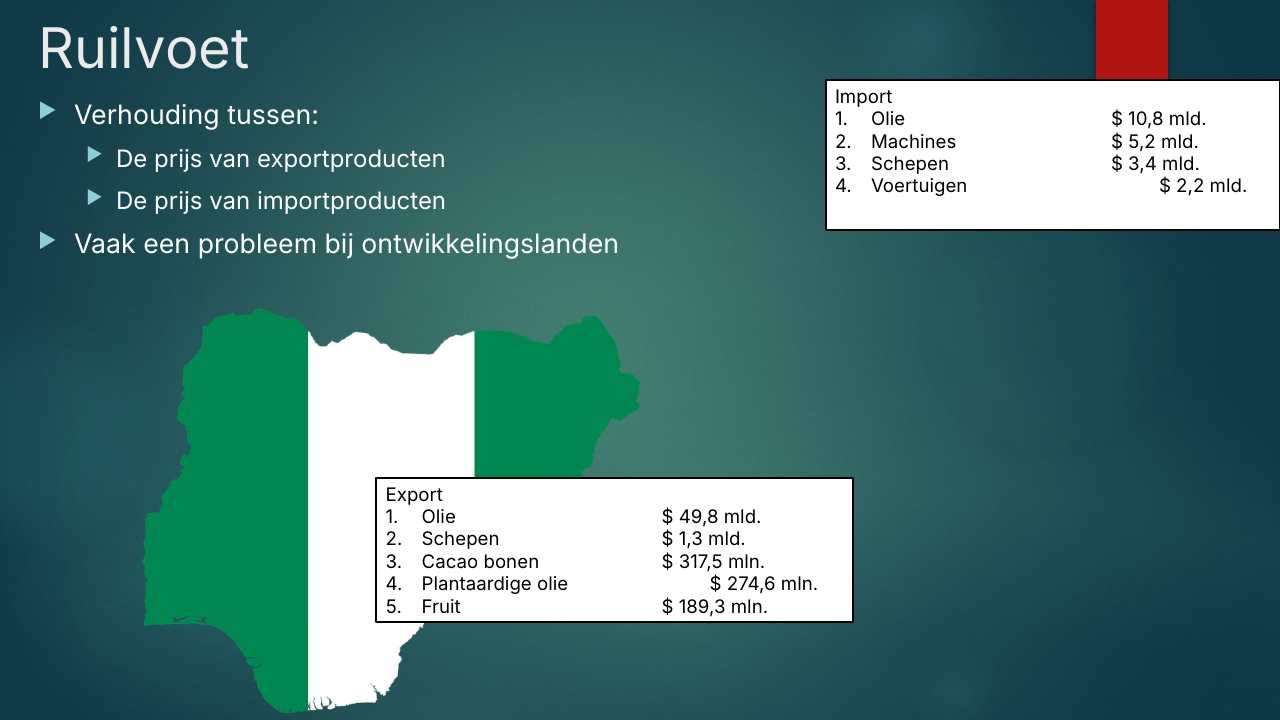 Ruilvoet
Verhouding tussen:
De prijs van exportproducten
De prijs van importproducten
Vaak een probleem bij ontwikkelingslanden
Import
1. Olie $ 10,8 mld.
2. Machines $ 5,2 mld.
3. Schepen $ 3,4 mld.
4. Voertuigen $ 2,2 mld.
Export
1. Olie $ 49,8 mld.
2. Schepen $ 1,3 mld.
3. Cacao bonen $ 317,5 mln.
4. Plantaardige olie $ 274,6 mln.
5. Fruit $ 189,3 mln.